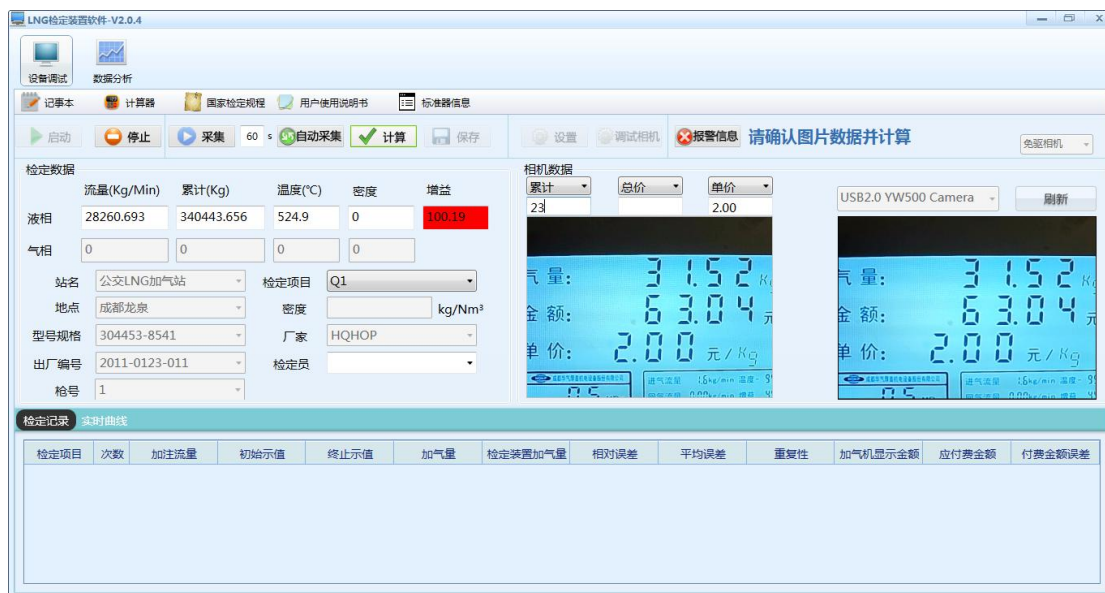 LNG检定装置软件-V2.0.4
设备调试 数据分析
记事本 计算器 国家检定规程 用户使用说明书 标准器信息
启动 停止 采集 60 s 自动采集 计算 保存 设置 调试相机 报警信息 请确认图片数据并计算 免驱相机
检定数据 相机数据
流量(Kg/Min) 累计(Kg) 温度(℃) 密度 增益 累计 总价 单价
液相 28260.693 340443.656 524.9 0 100.19 23 2.00 USB2.0 YW500 Camera 刷新
气相 0 0 0 0
站名 公交LNG加气站 检定项目 Q1
地点 成都龙泉 密度 kg/Nm³
型号规格 304453-8541 厂家 HQHOP
出厂编号 2011-0123-011 检定员
枪号 1
气量: 31.52 Kg
金额: 63.04 元
单价: 2.00 元/Kg
进气流量 1.6kg/min 温度:
气量: 31.52 Kg
金额: 63.04 元
单价: 2.00 元/Kg
进气流量 1.6kg/min 温度:
检定记录 实时曲线
检定项目 次数 加注流量 初始示值 终止示值 加气量 检定装置加气量 相对误差 平均误差 重复性 加气机显示金额 应付费金额 付费金额误差